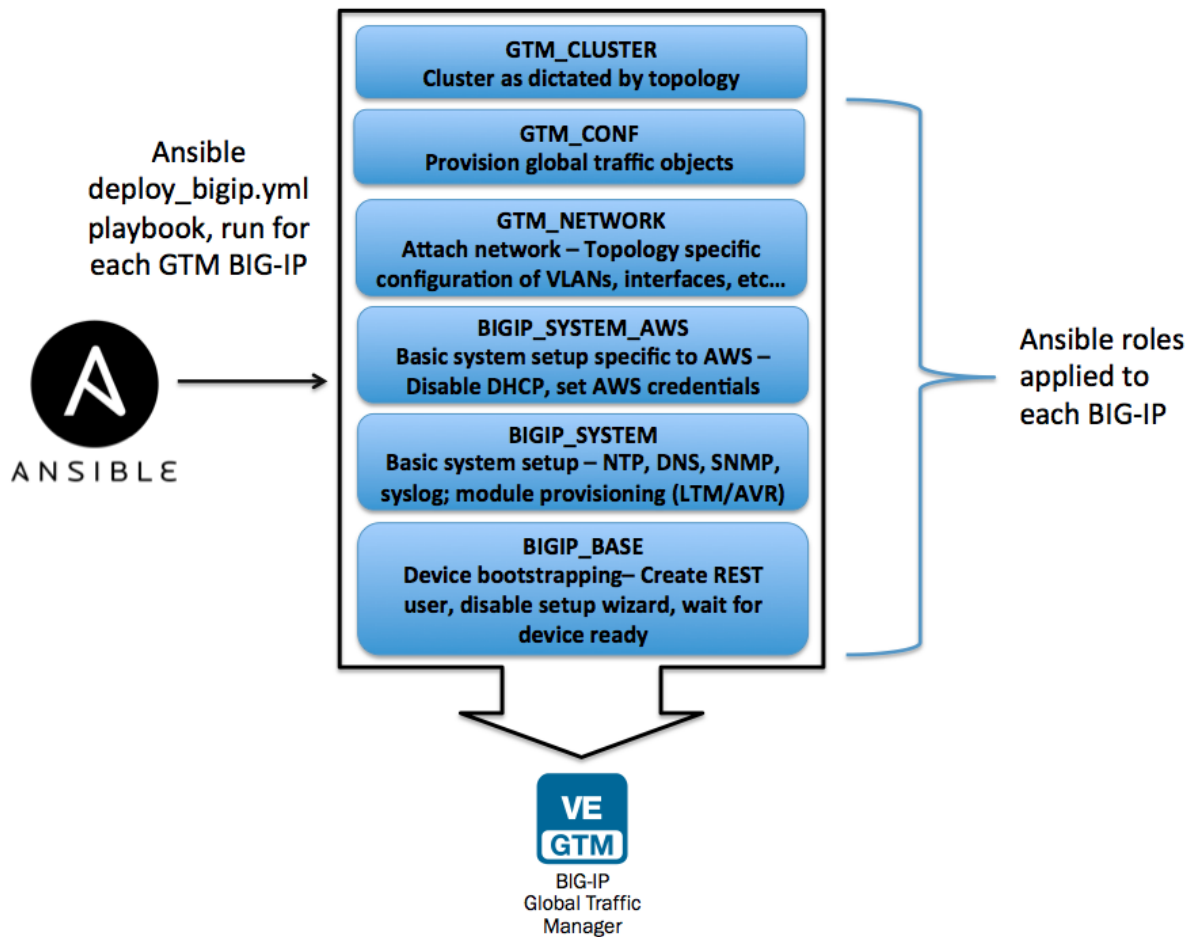 GTM_CLUSTER
Cluster as dictated by topology
GTM_CONF
Provision global traffic objects
GTM_NETWORK
Attach network – Topology specific
configuration of VLANs, interfaces, etc…
BIGIP_SYSTEM_AWS
Basic system setup specific to AWS –
Disable DHCP, set AWS credentials
BIGIP_SYSTEM
Basic system setup – NTP, DNS, SNMP,
syslog; module provisioning (LTM/AVR)
BIGIP_BASE
Device bootstrapping– Create REST
user, disable setup wizard, wait for
device ready
Ansible
deploy_bigip.yml
playbook, run for
each GTM BIG-IP
A
ANSIBLE
Ansible roles
applied to
each BIG-IP
VE
GTM
BIG-IP
Global Traffic
Manager